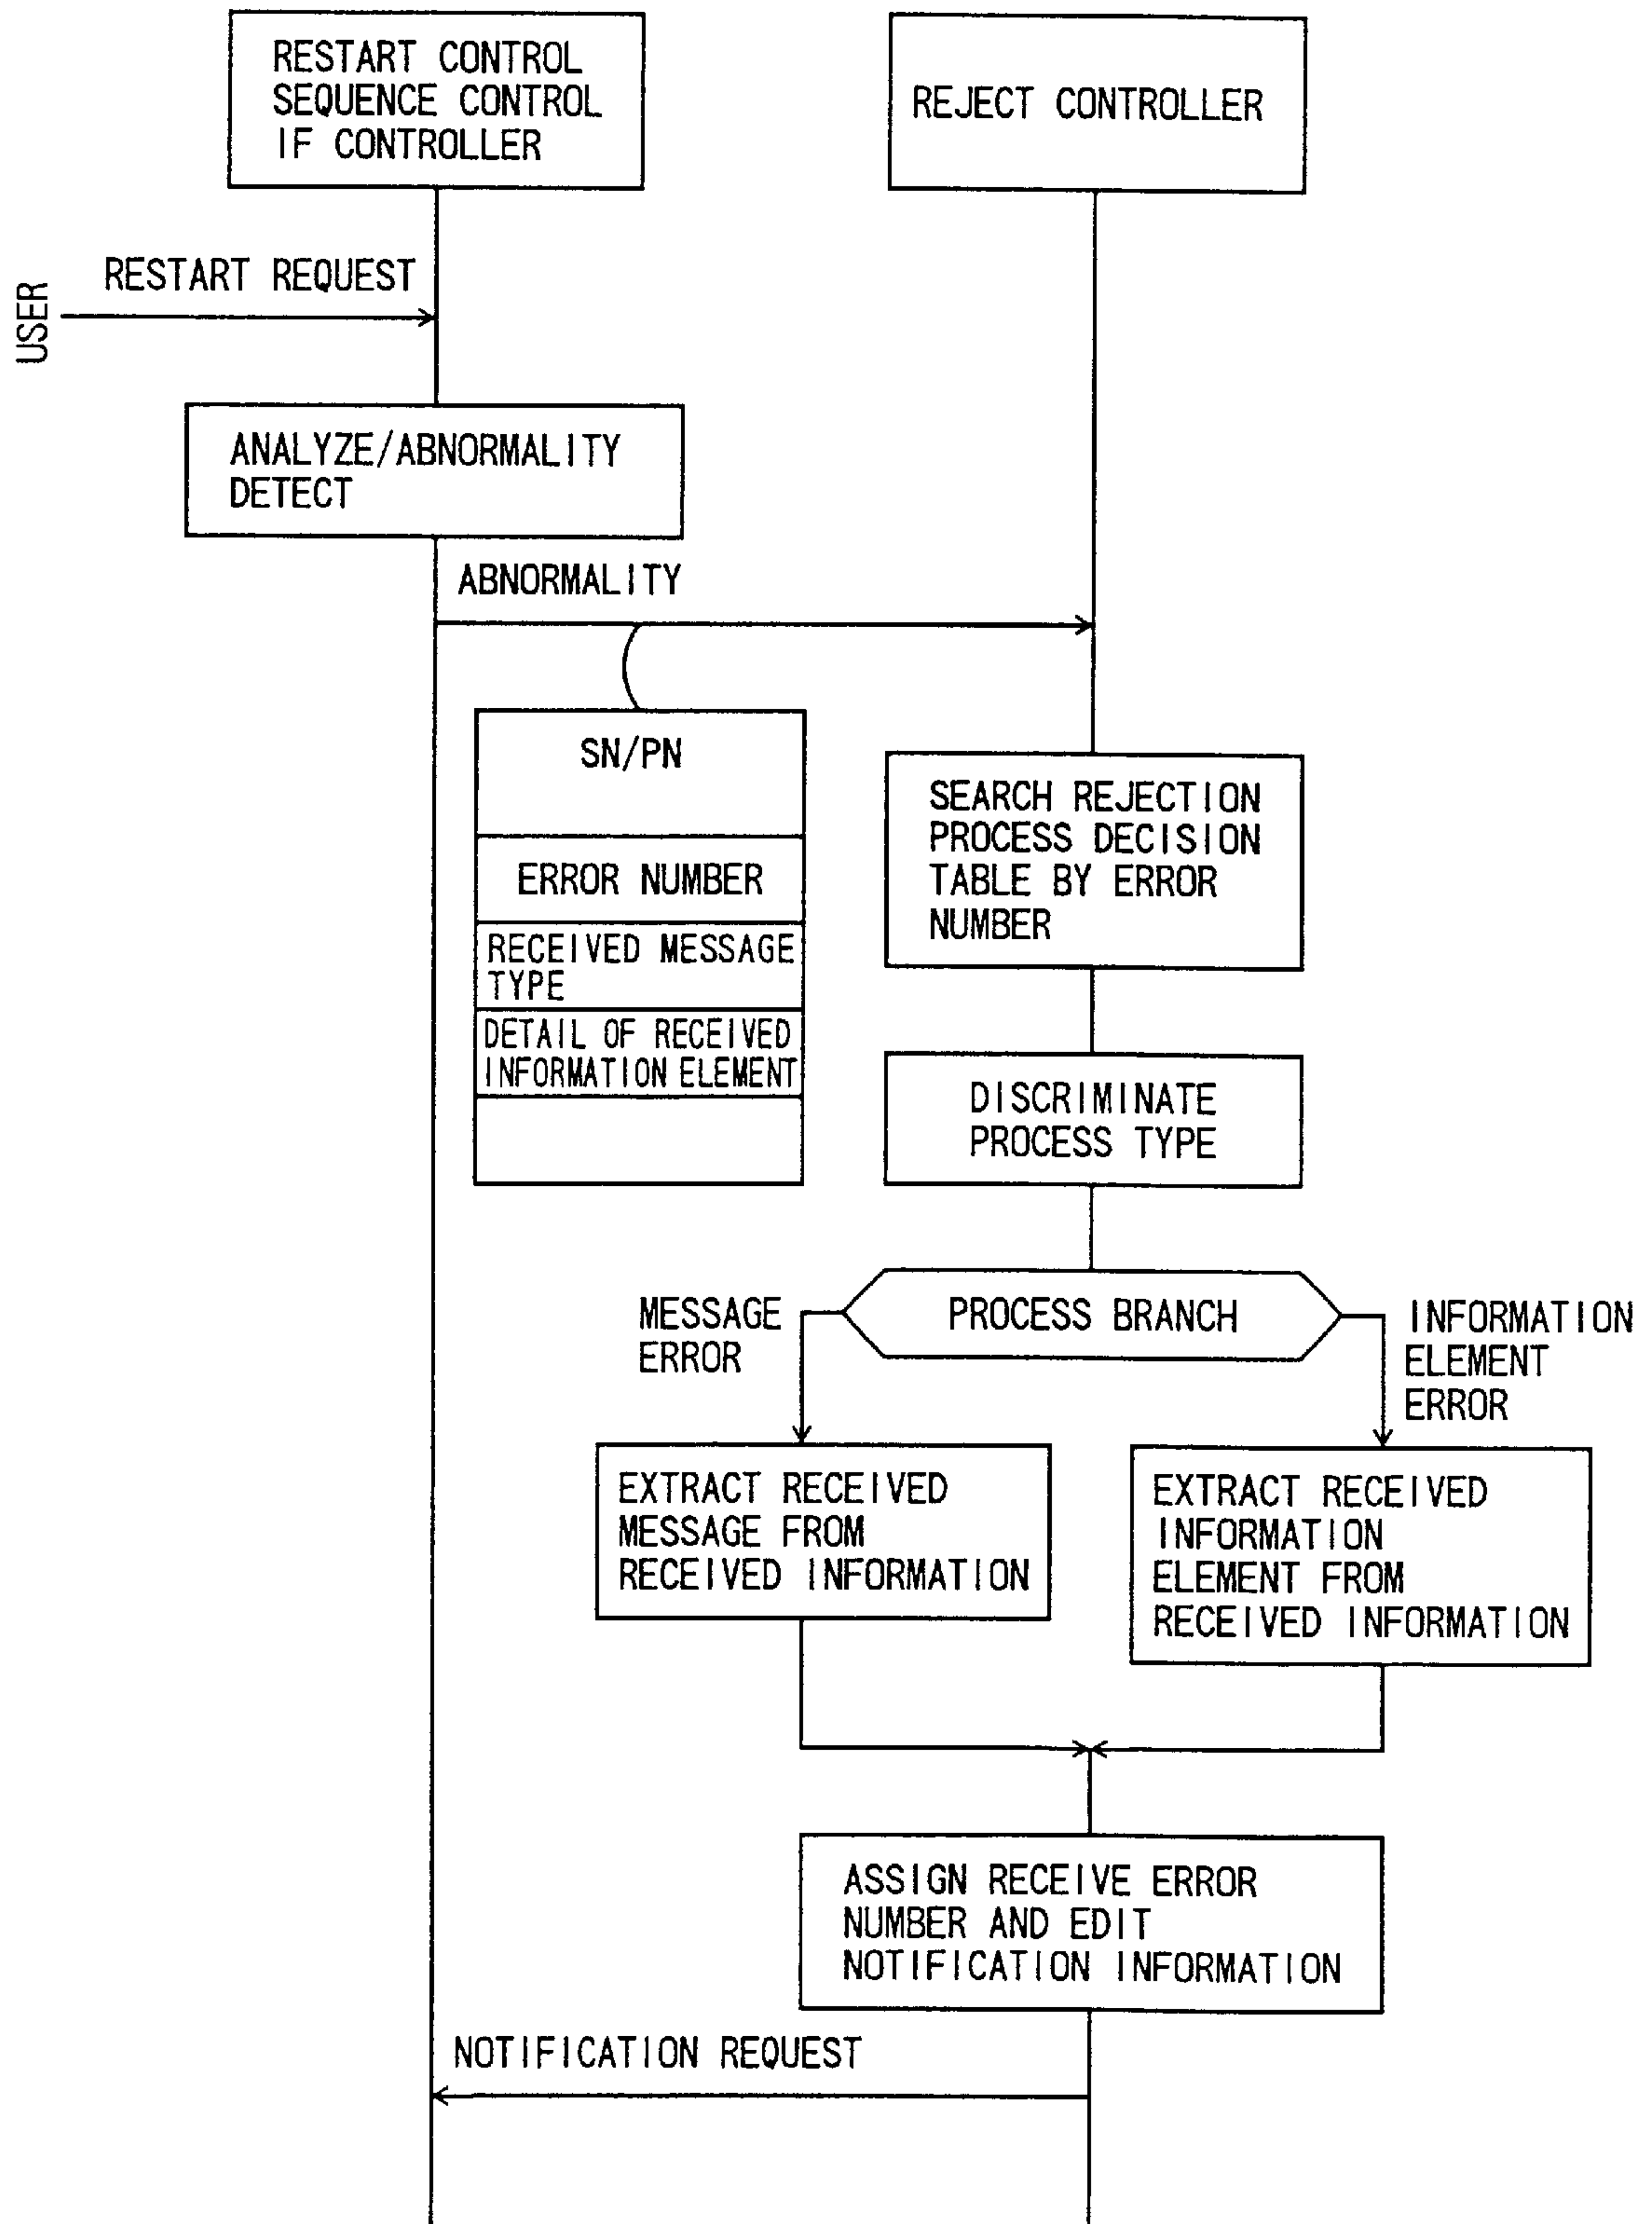 RESTART CONTROL
SEQUENCE CONTROL
IF CONTROLLER
REJECT CONTROLLER
RESTART REQUEST
USER
ANALYZE/ABNORMALITY
DETECT
ABNORMALITY
SN/PN
ERROR NUMBER
RECEIVED MESSAGE
TYPE
DETAIL OF RECEIVED
INFORMATION ELEMENT
SEARCH REJECTION
PROCESS DECISION
TABLE BY ERROR
NUMBER
DISCRIMINATE
PROCESS TYPE
PROCESS BRANCH
MESSAGE
ERROR
INFORMATION
ELEMENT
ERROR
EXTRACT RECEIVED
MESSAGE FROM
RECEIVED INFORMATION
EXTRACT RECEIVED
INFORMATION
ELEMENT FROM
RECEIVED INFORMATION
ASSIGN RECEIVE ERROR
NUMBER AND EDIT
NOTIFICATION INFORMATION
NOTIFICATION REQUEST